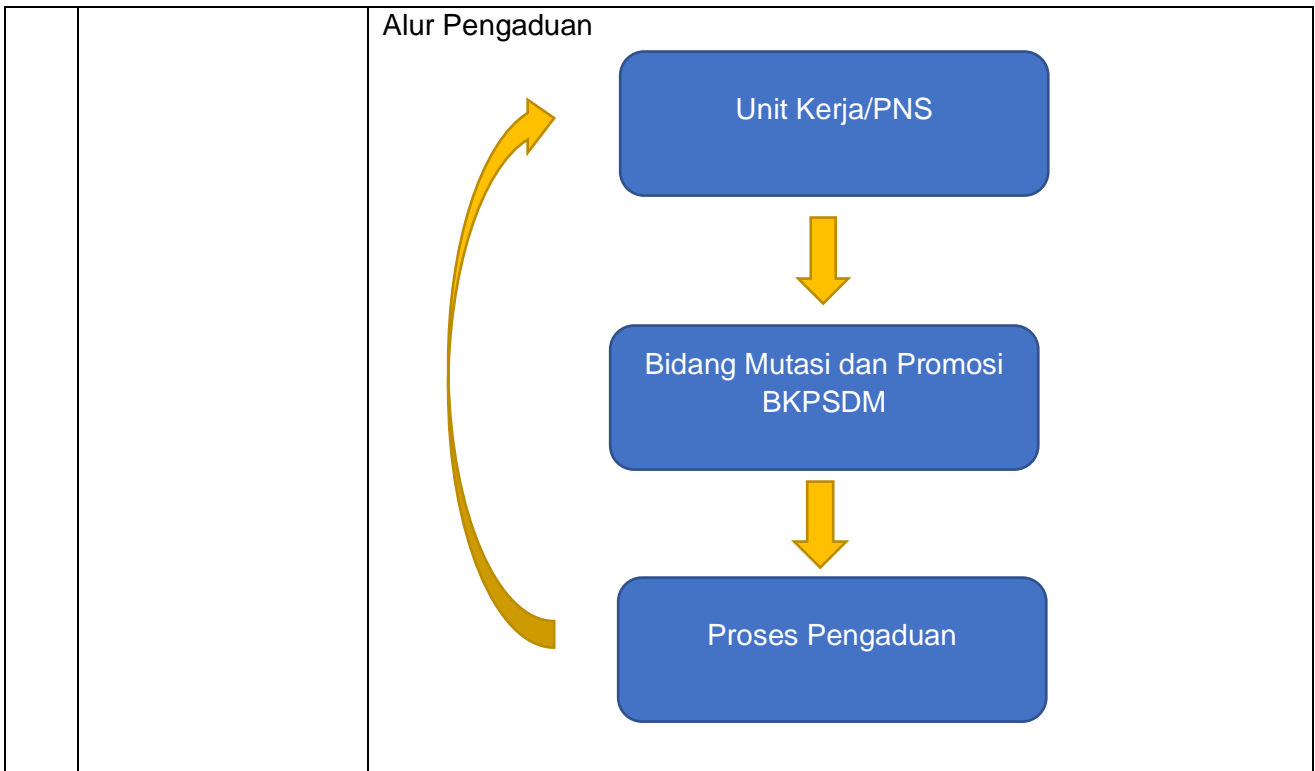 Alur Pengaduan
Unit Kerja/PNS
Bidang Mutasi dan Promosi
BKPSDM
Proses Pengaduan